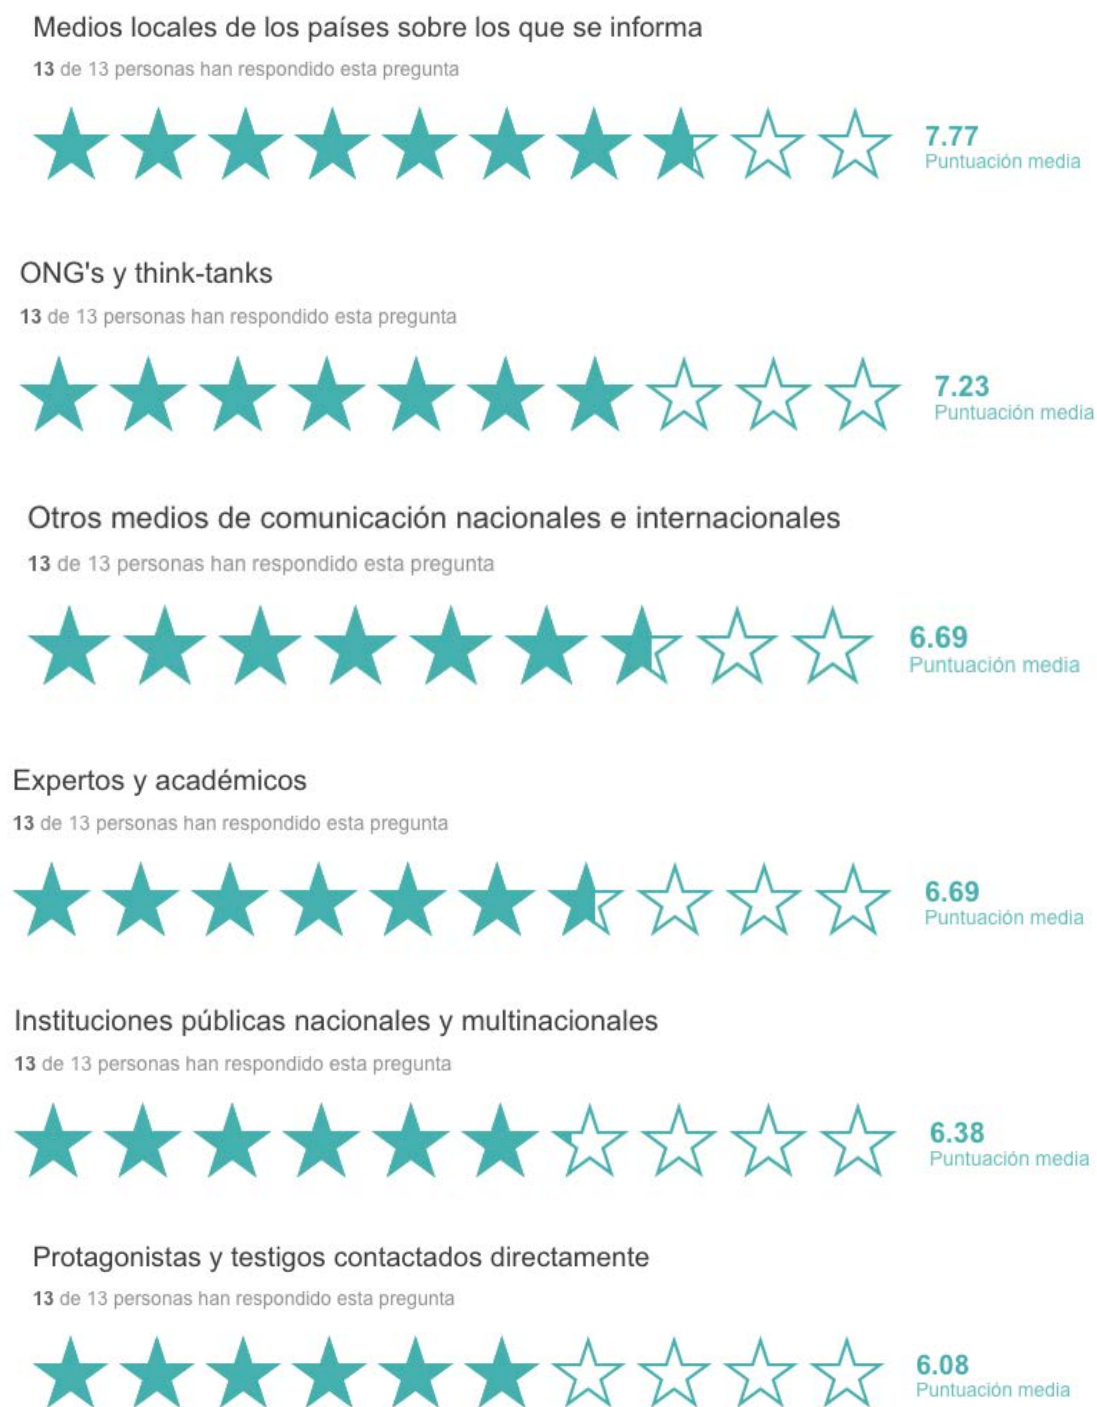 Medios locales de los países sobre los que se informa
13 de 13 personas han respondido esta pregunta
7.77
Puntuación media
ONG's y think-tanks
13 de 13 personas han respondido esta pregunta
7.23
Puntuación media
Otros medios de comunicación nacionales e internacionales
13 de 13 personas han respondido esta pregunta
6.69
Puntuación media
Expertos y académicos
13 de 13 personas han respondido esta pregunta
6.69
Puntuación media
Instituciones públicas nacionales y multinacionales
13 de 13 personas han respondido esta pregunta
6.38
Puntuación media
Protagonistas y testigos contactados directamente
13 de 13 personas han respondido esta pregunta
6.08
Puntuación media